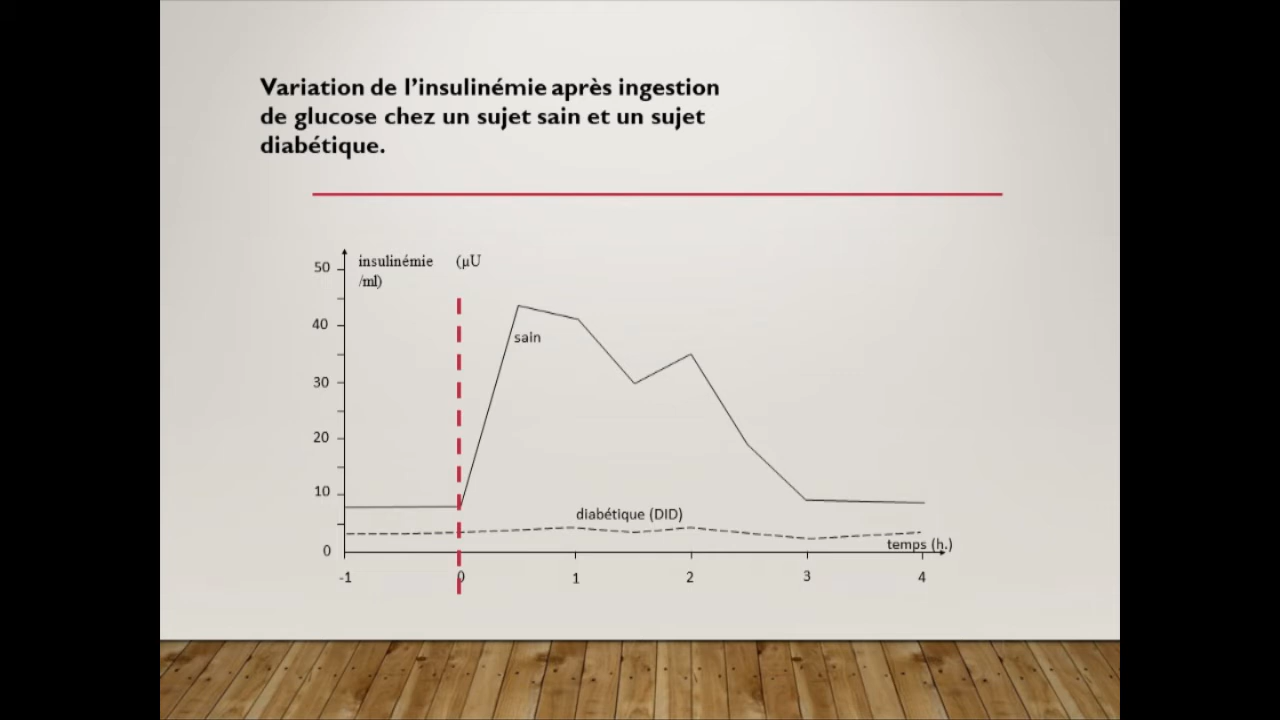 Variation de l’insulinémie après ingestion
de glucose chez un sujet sain et un sujet
diabétique.
insulinémie (µU
/ml)
50
40
30
20
10
0
sain
diabétique (DID)
temps (h.)
-1 0 1 2 3 4